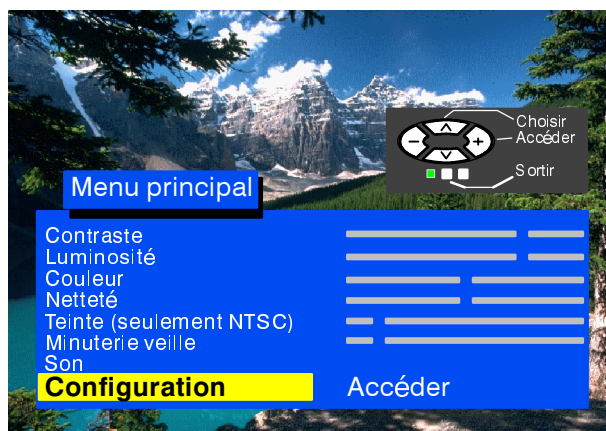 Choisir
Accéder
Sortir
Menu principal
Contraste
Luminosité
Couleur
Netteté
Teinte (seulement NTSC)
Minuterie veille
Son
Configuration Accéder